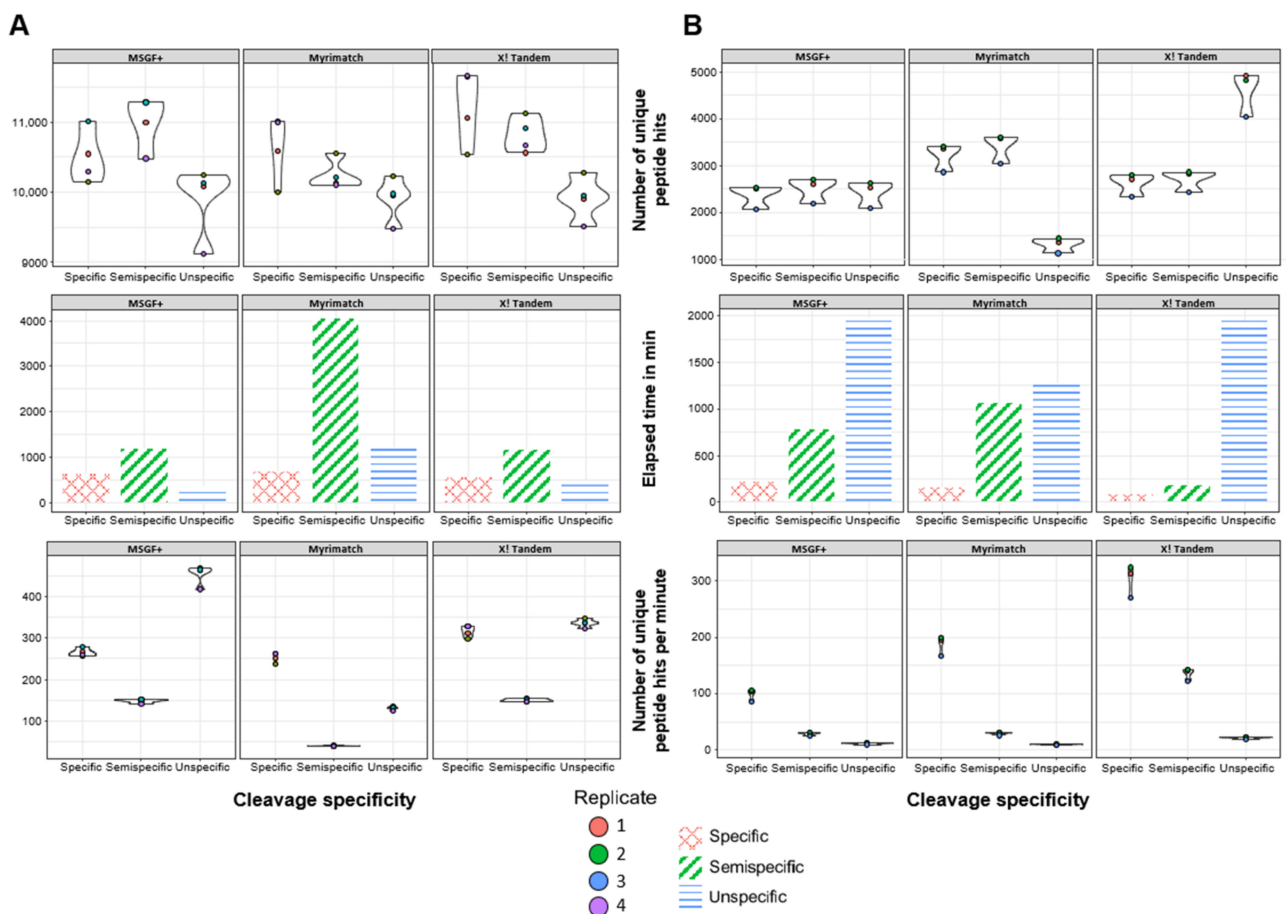 A
B
MSGF+ Myrimatch X! Tandem
11,000
10,000
9000
Specific Semispecific Unspecific Specific Semispecific Unspecific Specific Semispecific Unspecific
Number of unique
peptide hits
MSGF+ Myrimatch X! Tandem
5000
4000
3000
2000
1000
Specific Semispecific Unspecific Specific Semispecific Unspecific Specific Semispecific Unspecific
MSGF+ Myrimatch X! Tandem
4000
3000
2000
1000
0
Specific Semispecific Unspecific Specific Semispecific Unspecific Specific Semispecific Unspecific
Elapsed time in min
MSGF+ Myrimatch X! Tandem
2000
1500
1000
500
0
Specific Semispecific Unspecific Specific Semispecific Unspecific Specific Semispecific Unspecific
MSGF+ Myrimatch X! Tandem
400
300
200
100
Specific Semispecific Unspecific Specific Semispecific Unspecific Specific Semispecific Unspecific
Number of unique
peptide hits per minute
MSGF+ Myrimatch X! Tandem
300
200
100
0
Specific Semispecific Unspecific Specific Semispecific Unspecific Specific Semispecific Unspecific
Cleavage specificity
Cleavage specificity
Replicate
1
2
3
4
Specific
Semispecific
Unspecific